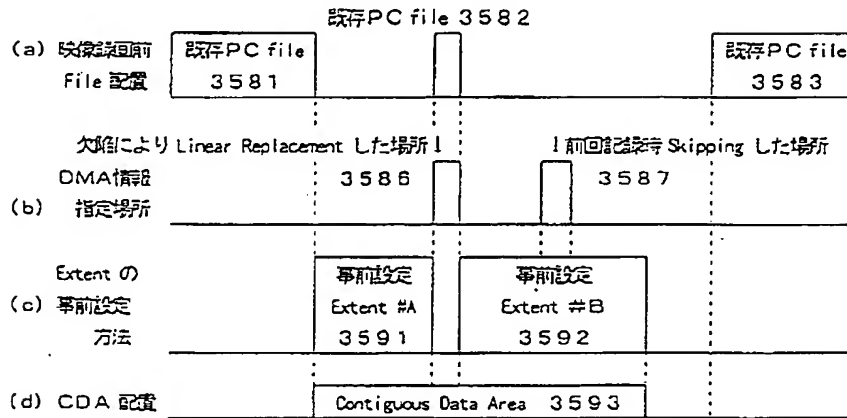 既存PC file 3582
(a) 映像録画前
File 配置
既存PC file
3581
既存PC file
3583
欠陥により Linear Replacement した場所↓
↓前回記録時 Skipping した場所
DMA情報
(b) 指定場所
3586
3587
Extent の
(c) 事前設定
方法
事前設定
Extent #A
3591
事前設定
Extent #B
3592
(d) CDA 配置
Contiguous Data Area 3593